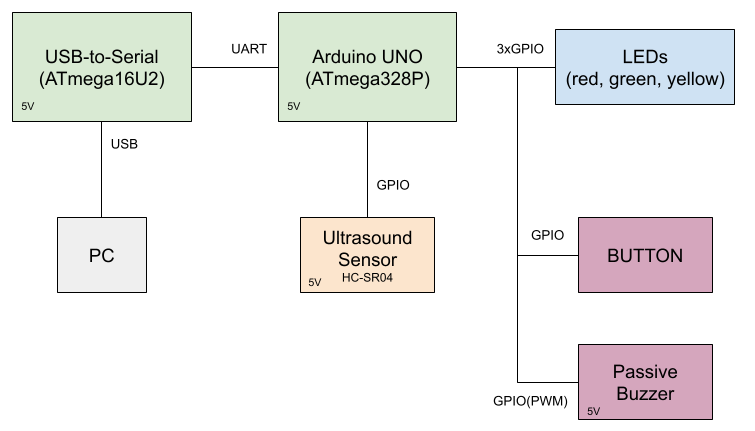 USB-to-Serial
(ATmega16U2)
5V
UART
Arduino UNO
(ATmega328P)
5V
3xGPIO
LEDs
(red, green, yellow)
USB
GPIO
PC
Ultrasound
Sensor
HC-SR04
5V
GPIO
BUTTON
Passive
Buzzer
5V
GPIO(PWM)